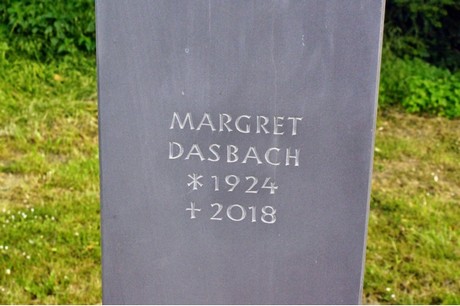 MARGRET
DASBACH
* 1924
+ 2018